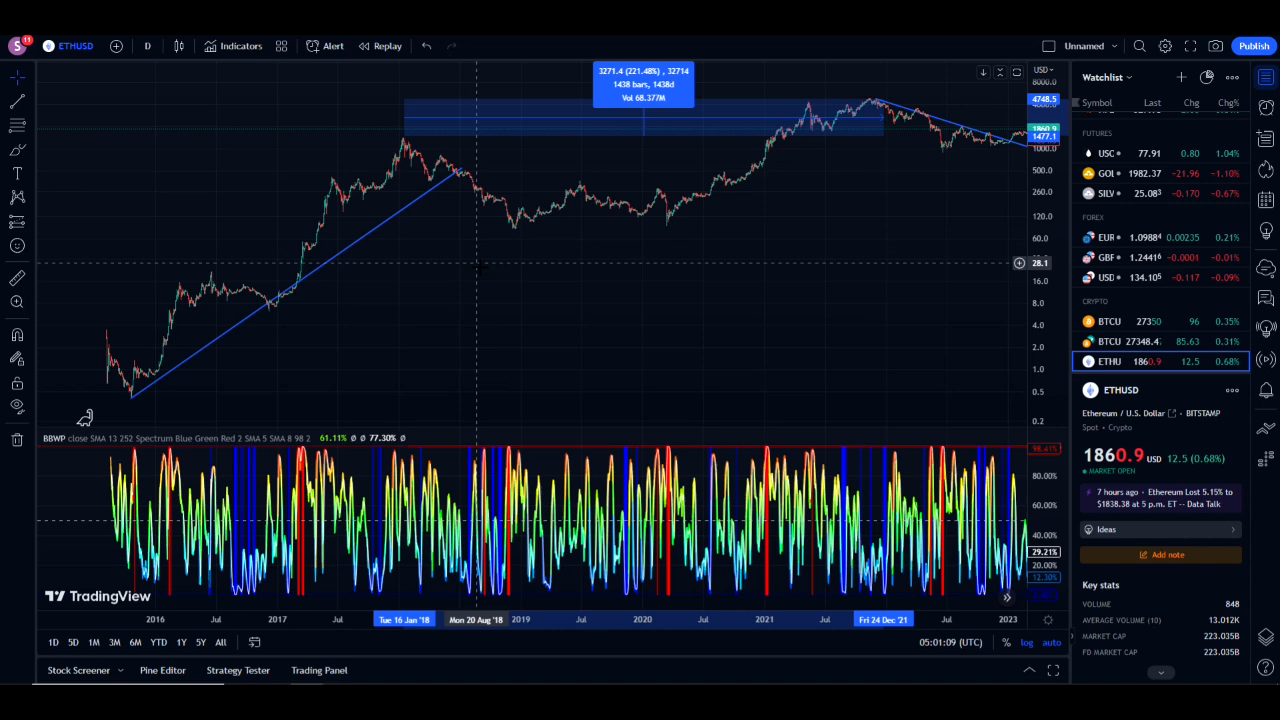 S 11 ETHUSD D Indicators Alert Replay Unnamed Publish
3271.4 (221.48%) , 32714
1438 bars, 1438d
Vol 68.377M
USD
8000.0
4748.5
1860.9
1477.1
1000.0
500.0
260.0
120.0
60.0
28.1
16.0
8.0
4.0
2.0
1.0
0.5
0.2
BBWP close SMA 13 252 Spectrum Blue Green Red 2 SMA 5 SMA 8 98 2 61.11% Ø Ø 77.30% Ø
98.41%
80.00%
60.00%
40.00%
29.21%
20.00%
12.30%
TradingView
2016 Jul 2017 Jul Tue 16 Jan '18 Mon 20 Aug '18 2019 Jul 2020 Jul 2021 Jul Fri 24 Dec '21 Jul 2023
1D 5D 1M 3M 6M YTD 1Y 5Y All 05:01:09 (UTC) % log auto
Stock Screener Pine Editor Strategy Tester Trading Panel
Watchlist
Symbol Last Chg Chg%
FUTURES
USC 77.91 0.80 1.04%
GOI 1982.37 −21.96 −1.10%
SILV 25.083 −0.170 −0.67%
FOREX
EUR 1.09884 0.00235 0.21%
GBF 1.24416 −0.0001 −0.01%
USD 134.105 −0.117 −0.09%
CRYPTO
BTCU 27350 96 0.35%
BTCU 27348.4 85.63 0.31%
ETHU 1860.9 12.5 0.68%
ETHUSD
Ethereum / U.S. Dollar BITSTAMP
Spot • Crypto
1860.9 USD 12.5 (0.68%)
MARKET OPEN
7 hours ago • Ethereum Lost 5.15% to
$1838.38 at 5 p.m. ET -- Data Talk
Ideas
Add note
Key stats
VOLUME 848
AVERAGE VOLUME (10) 13.012K
MARKET CAP 223.035B
FD MARKET CAP 223.035B